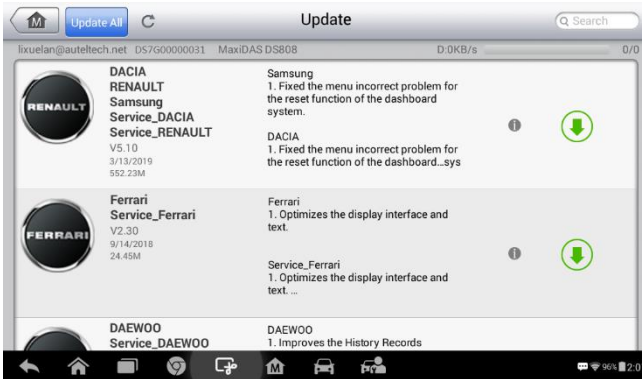 M
Update All
Update
Search
lixuelan@auteltech.net DS7G00000031 MaxiDAS DS808 D:0KB/s 0/0
RENAULT
DACIA
RENAULT
Samsung
Service_DACIA
Service_RENAULT
V5.10
3/13/2019
552.23M
Samsung
1. Fixed the menu incorrect problem for
the reset function of the dashboard
system.
DACIA
1. Fixed the menu incorrect problem for
the reset function of the dashboard...sys
i
FERRARI
Ferrari
Service_Ferrari
V2.30
9/14/2018
24.45M
Ferrari
1. Optimizes the display interface and
text.
Service_Ferrari
1. Optimizes the display interface and
text. ...
i
DAEWOO
Service_DAEWOO
DAEWOO
1. Improves the History Records
M
96%
2:0